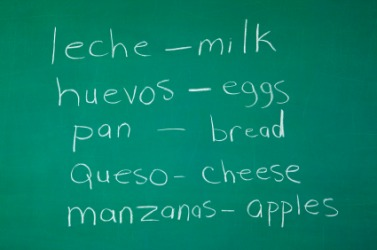 leche - milk
huevos - eggs
pan - bread
queso - cheese
manzanas - apples